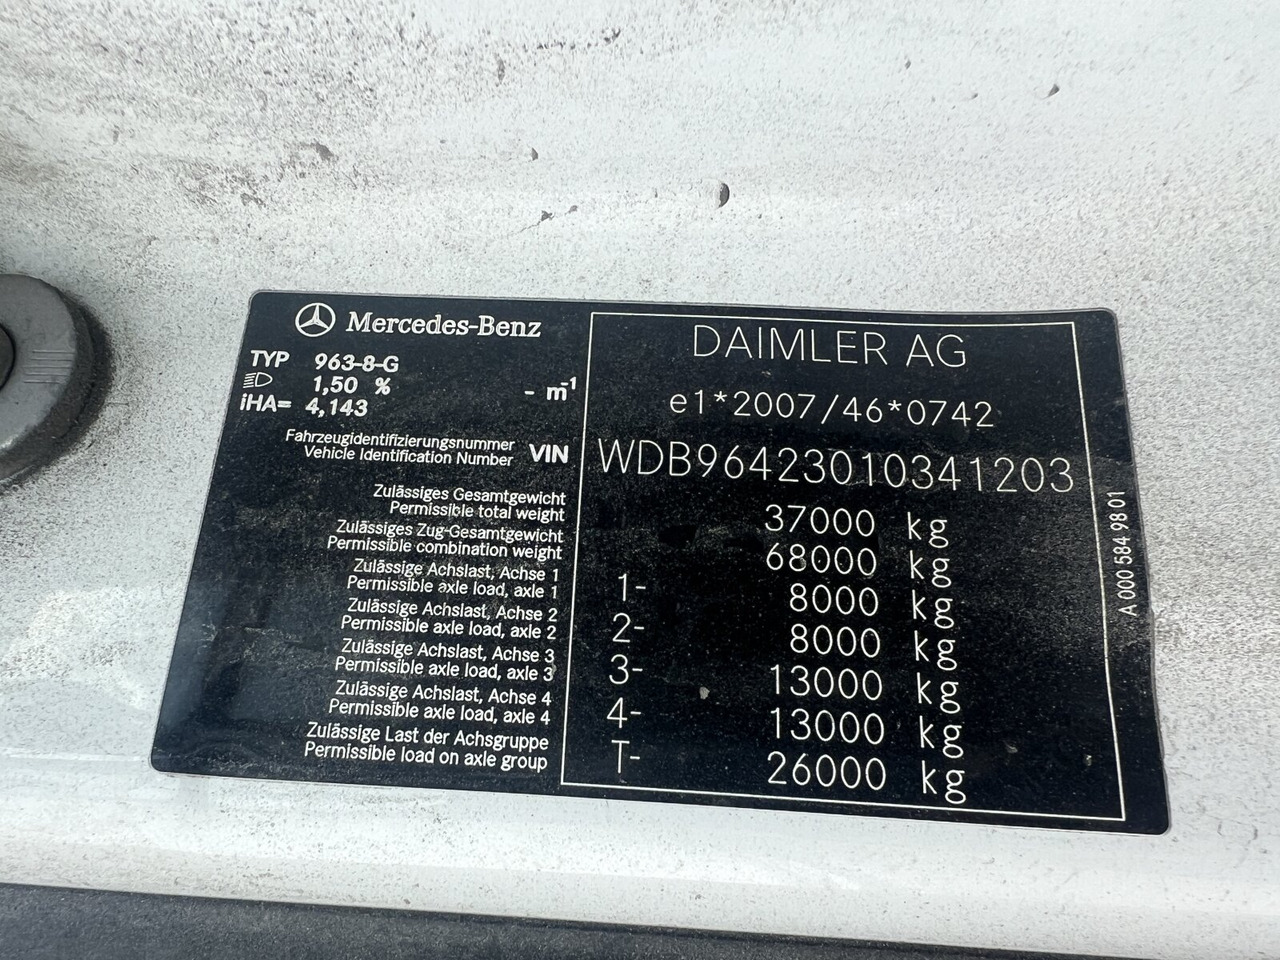 Mercedes-Benz
TYP 963-8-G
1,50 % - m⁻¹
iHA= 4,143
DAIMLER AG
e1*2007/46*0742
Fahrzeugidentifizierungsnummer
Vehicle Identification Number VIN WDB96423010341203
Zulässiges Gesamtgewicht
Permissible total weight 37000 kg
Zulässiges Zug-Gesamtgewicht
Permissible combination weight 68000 kg
Zulässige Achslast, Achse 1
Permissible axle load, axle 1 1- 8000 kg
Zulässige Achslast, Achse 2
Permissible axle load, axle 2 2- 8000 kg
Zulässige Achslast, Achse 3
Permissible axle load, axle 3 3- 13000 kg
Zulässige Achslast, Achse 4
Permissible axle load, axle 4 4- 13000 kg
Zulässige Last der Achsgruppe
Permissible load on axle group T- 26000 kg
A 000 584 98 01